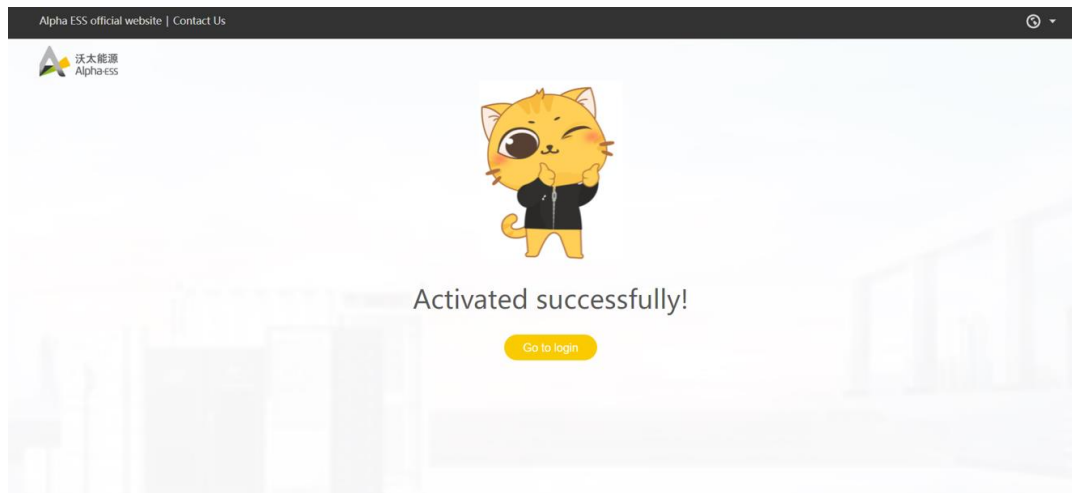 Alpha ESS official website | Contact Us
沃太能源
Alpha-ESS
Activated successfully!
Go to login